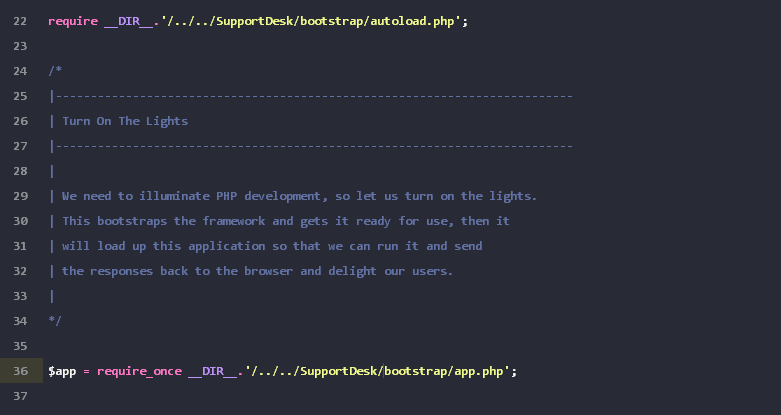 22 require __DIR__.'/../../SupportDesk/bootstrap/autoload.php';
23
24 /*
25 |--------------------------------------------------------------------------
26 | Turn On The Lights
27 |--------------------------------------------------------------------------
28 |
29 | We need to illuminate PHP development, so let us turn on the lights.
30 | This bootstraps the framework and gets it ready for use, then it
31 | will load up this application so that we can run it and send
32 | the responses back to the browser and delight our users.
33 |
34 */
35
36 $app = require_once __DIR__.'/../../SupportDesk/bootstrap/app.php';
37